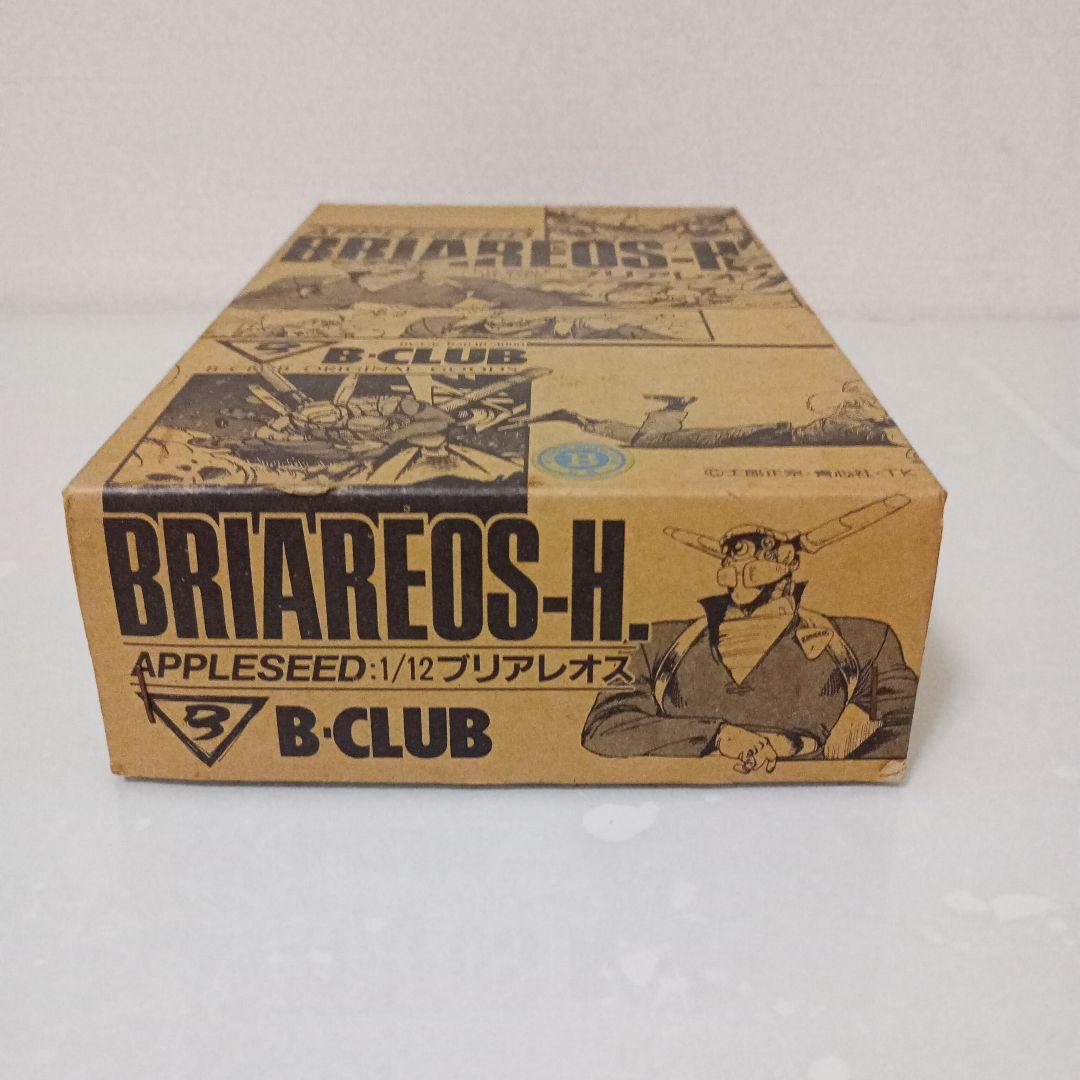 APPLESEED
BRIAREOS-H.
B-CLUB
B-CLUB ORIGINAL GOODS
B
©士郎正宗・青心社・TK
BRIAREOS-H.
APPLESEED:1/12ブリアレオス
B B-CLUB